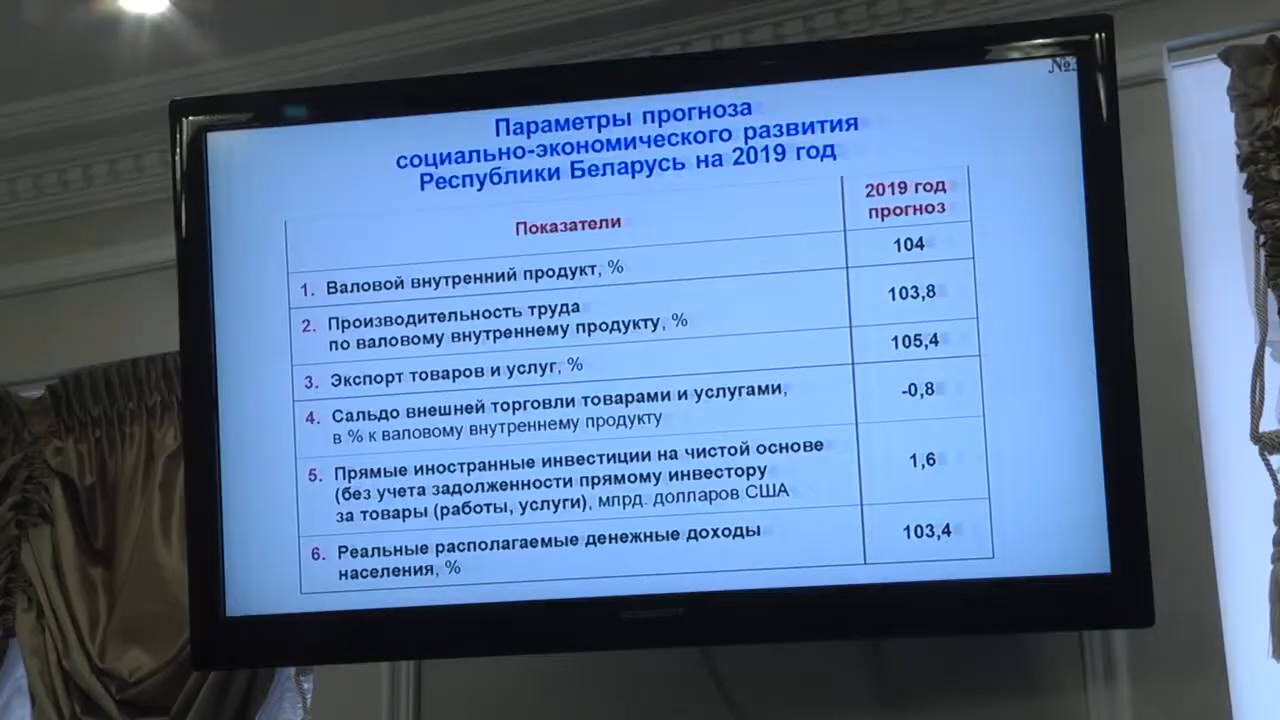 №
Параметры прогноза
социально-экономического развития
Республики Беларусь на 2019 год
Показатели
2019 год
прогноз
1. Валовой внутренний продукт, %
104
2. Производительность труда
по валовому внутреннему продукту, %
103,8
3. Экспорт товаров и услуг, %
105,4
4. Сальдо внешней торговли товарами и услугами,
в % к валовому внутреннему продукту
-0,8
5. Прямые иностранные инвестиции на чистой основе
(без учета задолженности прямому инвестору
за товары (работы, услуги), млрд. долларов США
1,6
6. Реальные располагаемые денежные доходы
населения, %
103,4